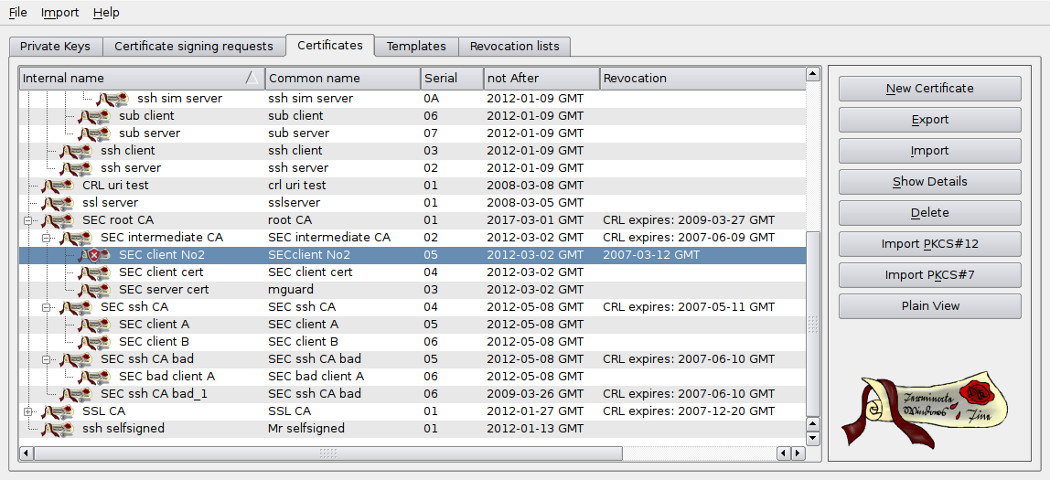 File Import Help
Private Keys Certificate signing requests Certificates Templates Revocation lists
Internal name Common name Serial not After Revocation
ssh sim server ssh sim server 0A 2012-01-09 GMT
sub client sub client 06 2012-01-09 GMT
sub server sub server 07 2012-01-09 GMT
ssh client ssh client 03 2012-01-09 GMT
ssh server ssh server 02 2012-01-09 GMT
CRL uri test crl uri test 01 2008-03-08 GMT
ssl server sslserver 01 2008-03-05 GMT
SEC root CA root CA 01 2017-03-01 GMT CRL expires: 2009-03-27 GMT
SEC intermediate CA SEC intermediate CA 02 2012-03-02 GMT CRL expires: 2007-06-09 GMT
SEC client No2 SECclient No2 05 2012-03-02 GMT 2007-03-12 GMT
SEC client cert SEC client cert 04 2012-03-02 GMT
SEC server cert mguard 03 2012-03-02 GMT
SEC ssh CA SEC ssh CA 04 2012-05-08 GMT CRL expires: 2007-05-11 GMT
SEC client A SEC client A 05 2012-05-08 GMT
SEC client B SEC client B 06 2012-05-08 GMT
SEC ssh CA bad SEC ssh CA bad 05 2012-05-08 GMT CRL expires: 2007-06-10 GMT
SEC bad client A SEC bad client A 06 2012-05-08 GMT
SEC ssh CA bad_1 SEC ssh CA bad 06 2009-03-26 GMT CRL expires: 2007-06-10 GMT
SSL CA SSL CA 01 2012-01-27 GMT CRL expires: 2007-12-20 GMT
ssh selfsigned Mr selfsigned 01 2012-01-13 GMT
New Certificate
Export
Import
Show Details
Delete
Import PKCS#12
Import PKCS#7
Plain View